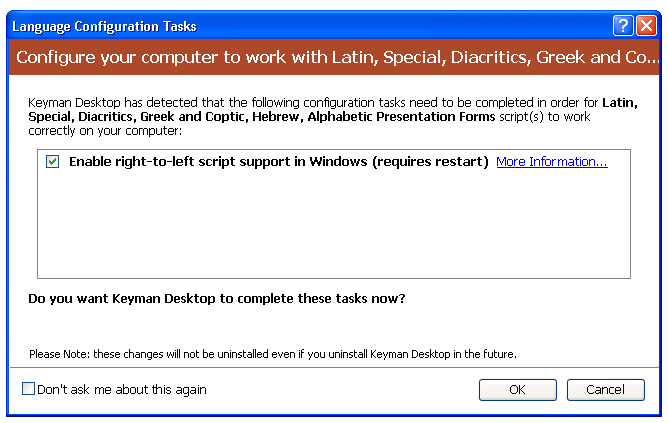 Language Configuration Tasks
Configure your computer to work with Latin, Special, Diacritics, Greek and Co...
Keyman Desktop has detected that the following configuration tasks need to be completed in order for Latin,
Special, Diacritics, Greek and Coptic, Hebrew, Alphabetic Presentation Forms script(s) to work
correctly on your computer:
Enable right-to-left script support in Windows (requires restart) More Information...
Do you want Keyman Desktop to complete these tasks now?
Please Note: these changes will not be uninstalled even if you uninstall Keyman Desktop in the future.
Don't ask me about this again
OK
Cancel